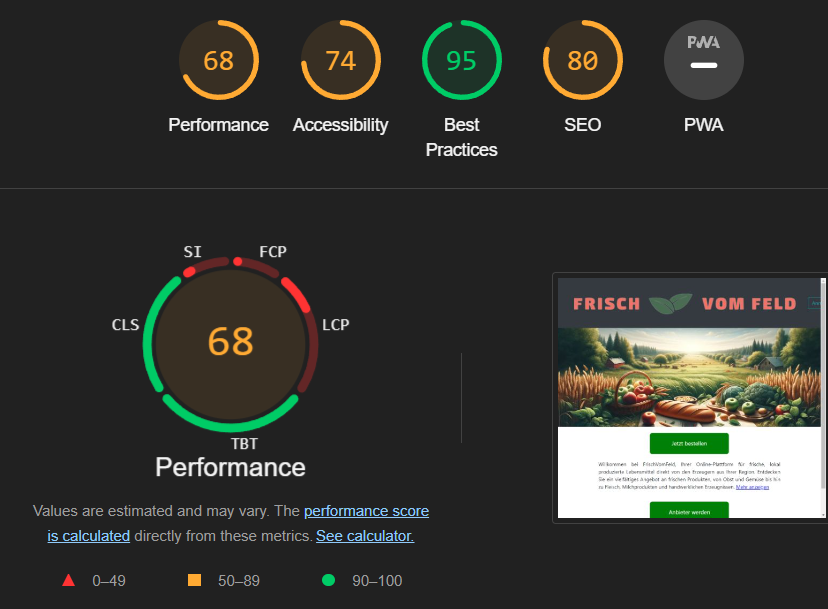 68
74
95
80
PWA
Performance
Accessibility
Best
Practices
SEO
PWA
SI
FCP
CLS
LCP
68
TBT
Performance
Values are estimated and may vary. The performance score
is calculated directly from these metrics. See calculator.
0–49
50–89
90–100
FRISCH VOM FELD
Jetzt bestellen
Willkommen bei FrischVomFeld, Ihrer Online-Plattform für frische, lokal
produzierte Lebensmittel direkt von den Erzeugern aus Ihrer Region. Entdecken
Sie ein vielfältiges Angebot an frischen Produkten, von Obst und Gemüse bis hin
zu Fleisch, Milchprodukten und handwerklichen Erzeugnissen. Mehr anzeigen
Anbieter werden